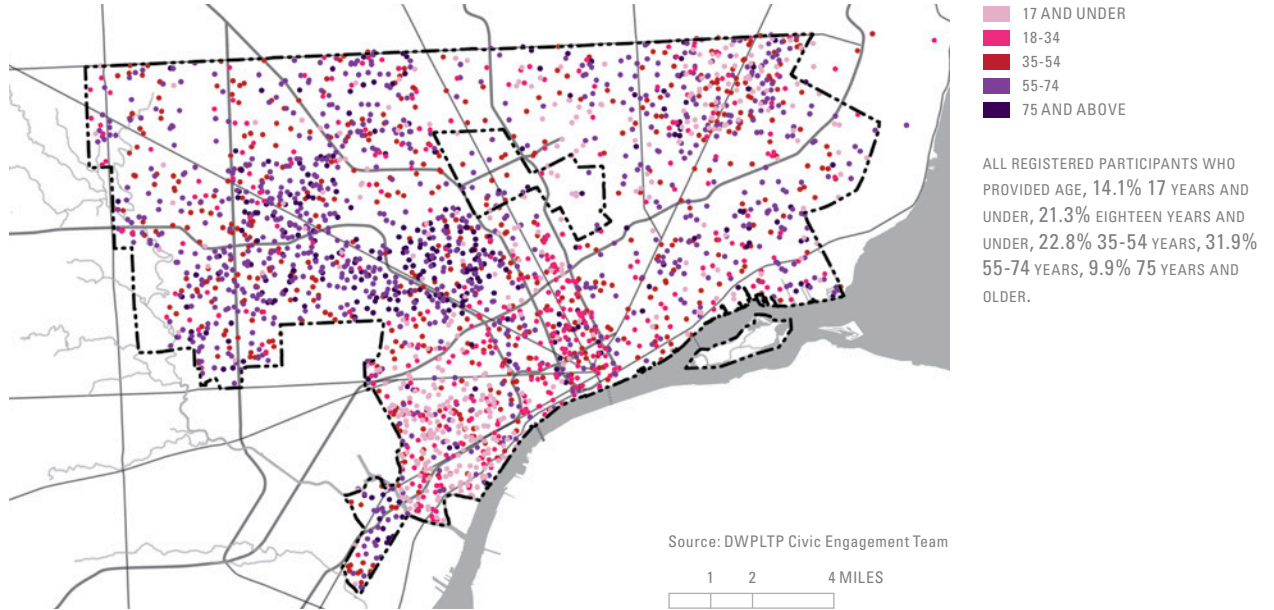 17 AND UNDER
18-34
35-54
55-74
75 AND ABOVE
ALL REGISTERED PARTICIPANTS WHO
PROVIDED AGE, 14.1% 17 YEARS AND
UNDER, 21.3% EIGHTEEN YEARS AND
UNDER, 22.8% 35-54 YEARS, 31.9%
55-74 YEARS, 9.9% 75 YEARS AND
OLDER.
Source: DWPLTP Civic Engagement Team
1 2 4 MILES